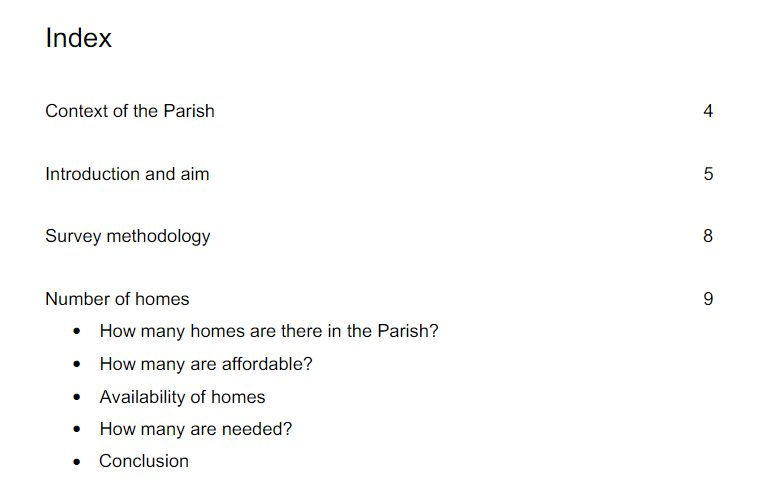 Index
Context of the Parish 4
Introduction and aim 5
Survey methodology 8
Number of homes 9
• How many homes are there in the Parish?
• How many are affordable?
• Availability of homes
• How many are needed?
• Conclusion